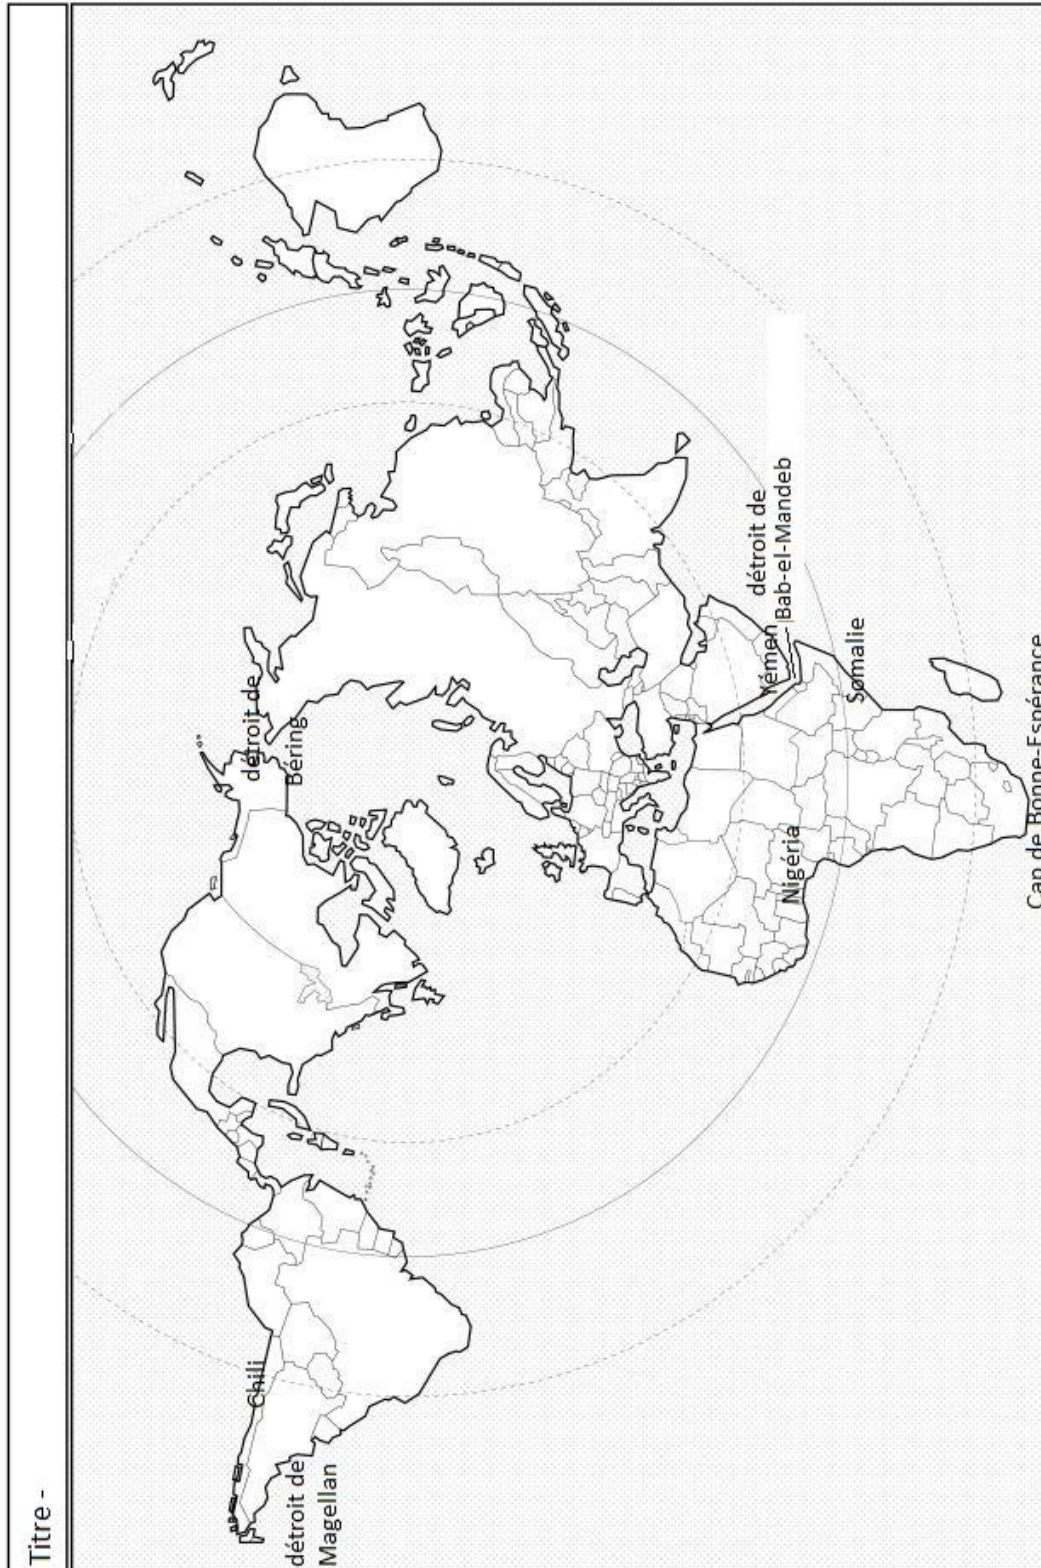 Titre -
détroit de
Béring
Chili
détroit de
Magellan
détroit de
Bab-el-Mandeb
Yémen
Somalie
Nigéria
Cap de Bonne-Espérance